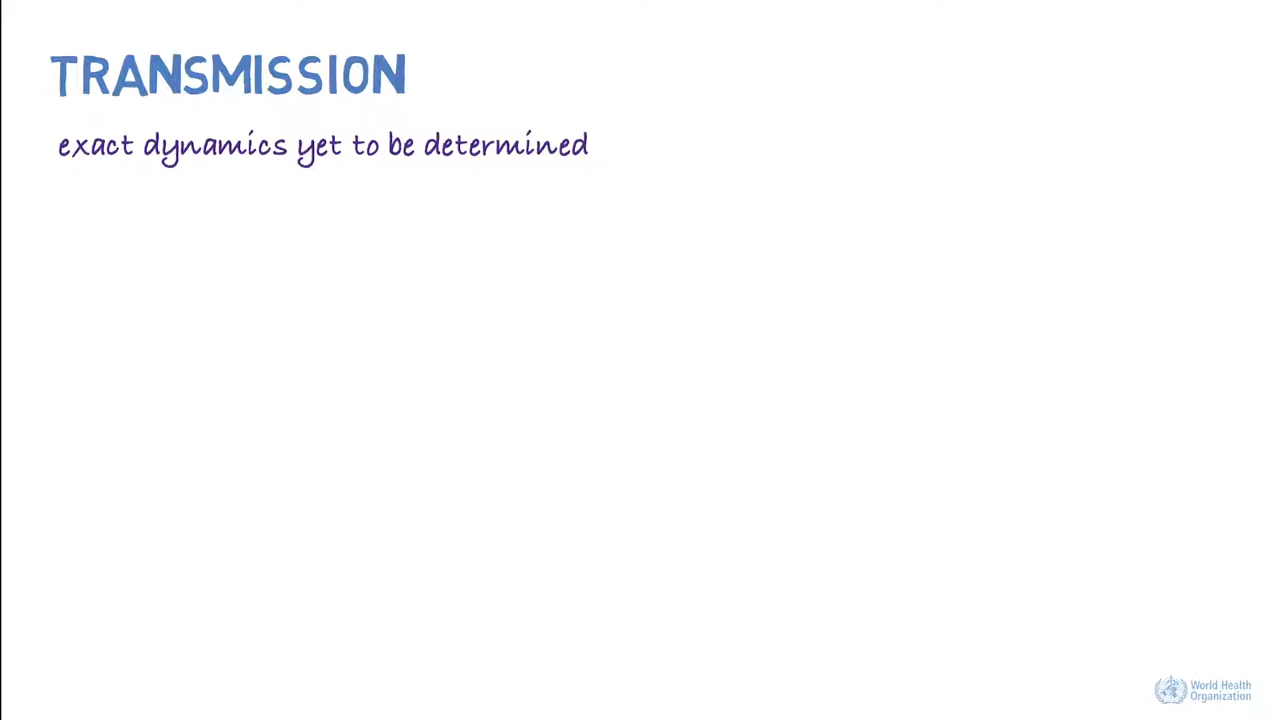 TRANSMISSION
exact dynamics yet to be determined
World Health
Organization